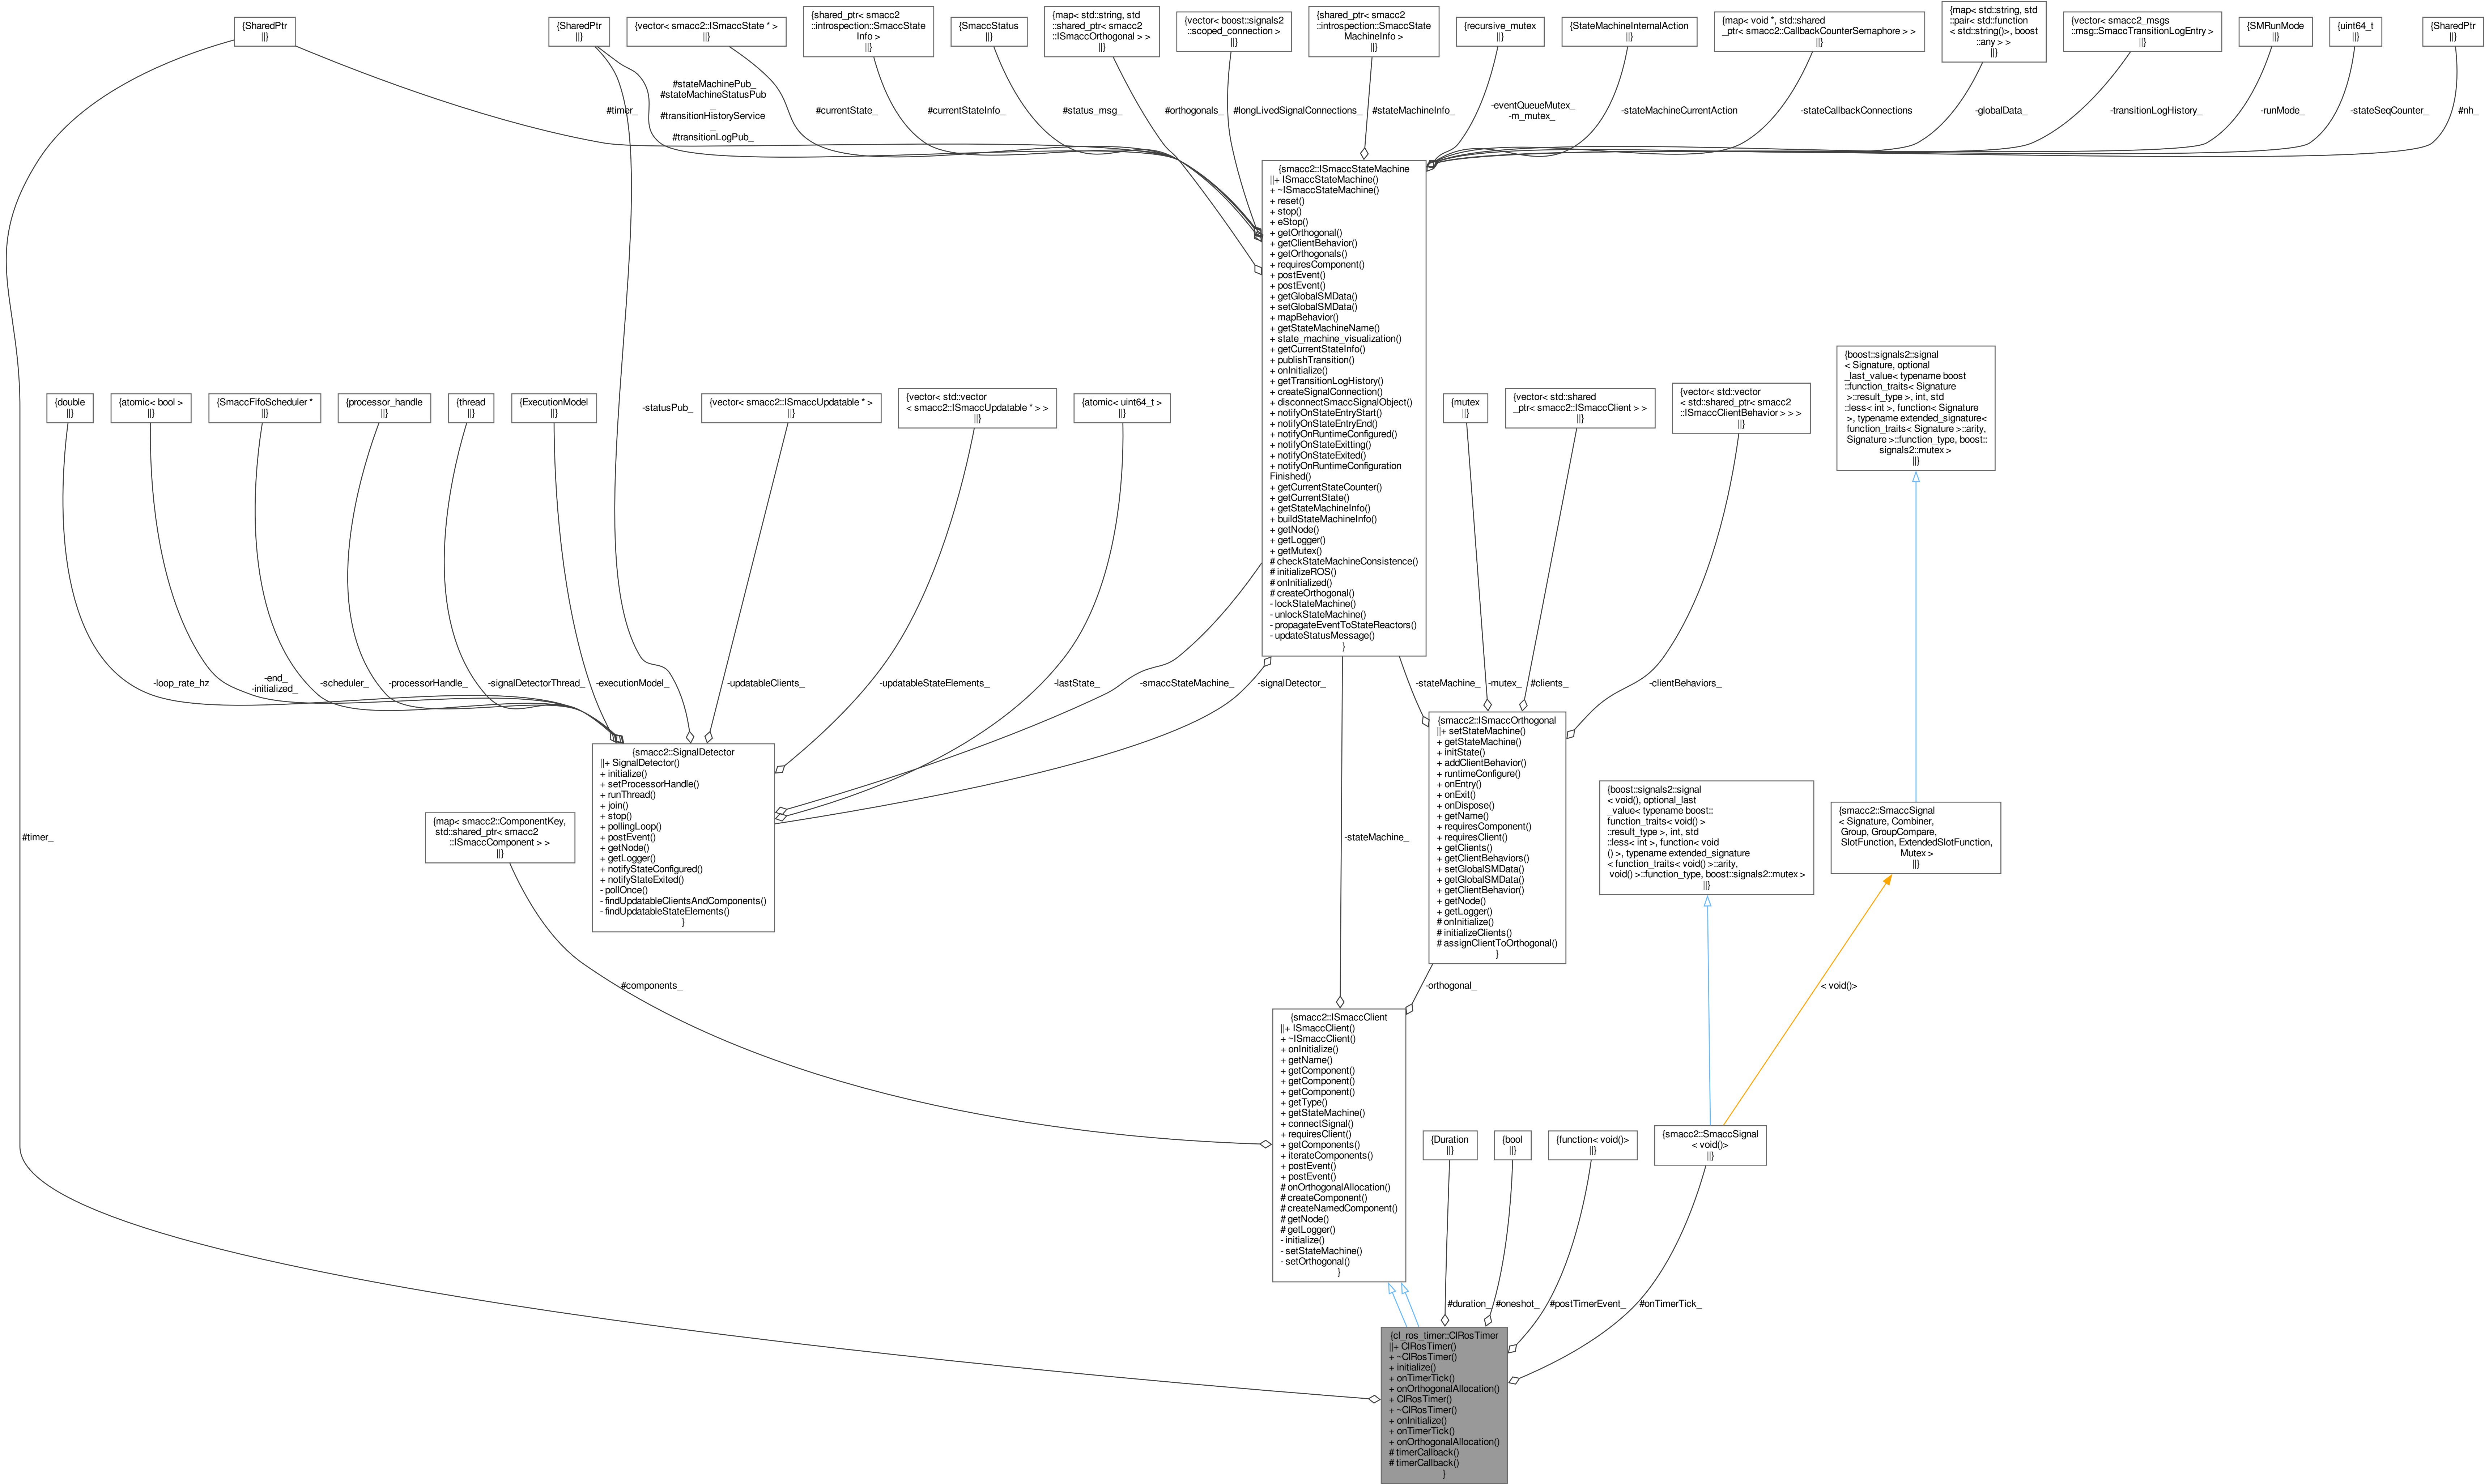 {SharedPtr
||}
{SharedPtr
||}
{vector< smacc2::ISmaccState * >
||}
{shared_ptr< smacc2
::introspection::SmaccState
Info >
||}
{SmaccStatus
||}
{map< std::string, std
::shared_ptr< smacc2
::ISmaccOrthogonal > >
||}
{vector< boost::signals2
::scoped_connection >
||}
{shared_ptr< smacc2
::introspection::SmaccState
MachineInfo >
||}
{recursive_mutex
||}
{StateMachineInternalAction
||}
{map< void *, std::shared
_ptr< smacc2::CallbackCounterSemaphore > >
||}
{map< std::string, std
::pair< std::function
< std::string()>, boost
::any > >
||}
{vector< smacc2_msgs
::msg::SmaccTransitionLogEntry >
||}
{SMRunMode
||}
{uint64_t
||}
{SharedPtr
||}
#timer_
#stateMachinePub_
#stateMachineStatusPub
_
#transitionHistoryService
_
#transitionLogPub_
#currentState_
#currentStateInfo_
#status_msg_
#orthogonals_
#longLivedSignalConnections_
#stateMachineInfo_
-eventQueueMutex_
-m_mutex_
-stateMachineCurrentAction
-stateCallbackConnections
-globalData_
-transitionLogHistory_
-runMode_
-stateSeqCounter_
#nh_
{smacc2::ISmaccStateMachine
||+ ISmaccStateMachine()
+ ~ISmaccStateMachine()
+ reset()
+ stop()
+ eStop()
+ getOrthogonal()
+ getClientBehavior()
+ getOrthogonals()
+ requiresComponent()
+ postEvent()
+ postEvent()
+ getGlobalSMData()
+ setGlobalSMData()
+ mapBehavior()
+ getStateMachineName()
+ state_machine_visualization()
+ getCurrentStateInfo()
+ publishTransition()
+ onInitialize()
+ getTransitionLogHistory()
+ createSignalConnection()
+ disconnectSmaccSignalObject()
+ notifyOnStateEntryStart()
+ notifyOnStateEntryEnd()
+ notifyOnRuntimeConfigured()
+ notifyOnStateExitting()
+ notifyOnStateExited()
+ notifyOnRuntimeConfiguration
Finished()
+ getCurrentStateCounter()
+ getCurrentState()
+ getStateMachineInfo()
+ buildStateMachineInfo()
+ getNode()
+ getLogger()
+ getMutex()
# checkStateMachineConsistence()
# initializeROS()
# onInitialized()
# createOrthogonal()
- lockStateMachine()
- unlockStateMachine()
- propagateEventToStateReactors()
- updateStatusMessage()
}
{double
||}
{atomic< bool >
||}
{SmaccFifoScheduler *
||}
{processor_handle
||}
{thread
||}
{ExecutionModel
||}
-statusPub_
{vector< smacc2::ISmaccUpdatable * >
||}
{vector< std::vector
< smacc2::ISmaccUpdatable * > >
||}
{atomic< uint64_t >
||}
{mutex
||}
{vector< std::shared
_ptr< smacc2::ISmaccClient > >
||}
{vector< std::vector
< std::shared_ptr< smacc2
::ISmaccClientBehavior > > >
||}
{boost::signals2::signal
< Signature, optional
_last_value< typename boost
::function_traits< Signature
>::result_type >, int, std
::less< int >, function< Signature
>, typename extended_signature<
function_traits< Signature >::arity,
Signature >::function_type, boost::
signals2::mutex >
||}
-loop_rate_hz
-end_
-initialized_
-scheduler_
-processorHandle_
-signalDetectorThread_
-executionModel_
-updatableClients_
-updatableStateElements_
-lastState_
-smaccStateMachine_
-signalDetector_
-stateMachine_
-mutex_
#clients_
-clientBehaviors_
{smacc2::SignalDetector
||+ SignalDetector()
+ initialize()
+ setProcessorHandle()
+ runThread()
+ join()
+ stop()
+ pollingLoop()
+ postEvent()
+ getNode()
+ getLogger()
+ notifyStateConfigured()
+ notifyStateExited()
- pollOnce()
- findUpdatableClientsAndComponents()
- findUpdatableStateElements()
}
{smacc2::ISmaccOrthogonal
||+ setStateMachine()
+ getStateMachine()
+ initState()
+ addClientBehavior()
+ runtimeConfigure()
+ onEntry()
+ onExit()
+ onDispose()
+ getName()
+ requiresComponent()
+ requiresClient()
+ getClients()
+ getClientBehaviors()
+ setGlobalSMData()
+ getGlobalSMData()
+ getClientBehavior()
+ getNode()
+ getLogger()
# onInitialize()
# initializeClients()
# assignClientToOrthogonal()
}
{boost::signals2::signal
< void(), optional_last
_value< typename boost::
function_traits< void() >
::result_type >, int, std
::less< int >, function< void
() >, typename extended_signature
< function_traits< void() >::arity,
void() >::function_type, boost::signals2::mutex >
||}
{smacc2::SmaccSignal
< Signature, Combiner,
Group, GroupCompare,
SlotFunction, ExtendedSlotFunction,
Mutex >
||}
#timer_
{map< smacc2::ComponentKey,
std::shared_ptr< smacc2
::ISmaccComponent > >
||}
-stateMachine_
#components_
-orthogonal_
< void()>
{smacc2::ISmaccClient
||+ ISmaccClient()
+ ~ISmaccClient()
+ onInitialize()
+ getName()
+ getComponent()
+ getComponent()
+ getComponent()
+ getType()
+ getStateMachine()
+ connectSignal()
+ requiresClient()
+ getComponents()
+ iterateComponents()
+ postEvent()
+ postEvent()
# onOrthogonalAllocation()
# createComponent()
# createNamedComponent()
# getNode()
# getLogger()
- initialize()
- setStateMachine()
- setOrthogonal()
}
{Duration
||}
{bool
||}
{function< void()>
||}
{smacc2::SmaccSignal
< void()>
||}
#duration_
#oneshot_
#postTimerEvent_
#onTimerTick_
{cl_ros_timer::ClRosTimer
||+ ClRosTimer()
+ ~ClRosTimer()
+ initialize()
+ onTimerTick()
+ onOrthogonalAllocation()
+ ClRosTimer()
+ ~ClRosTimer()
+ onInitialize()
+ onTimerTick()
+ onOrthogonalAllocation()
# timerCallback()
# timerCallback()
}